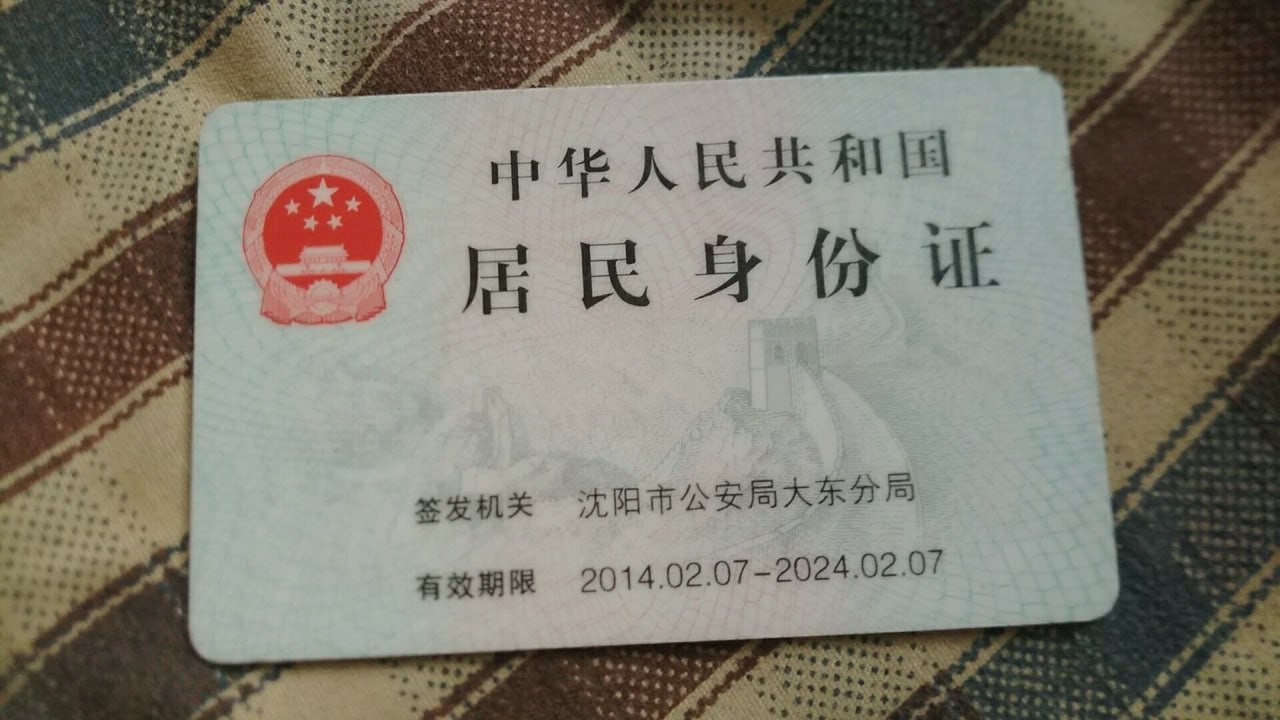 中华人民共和国
居民身份证
签发机关 沈阳市公安局大东分局
有效期限 2014.02.07-2024.02.07